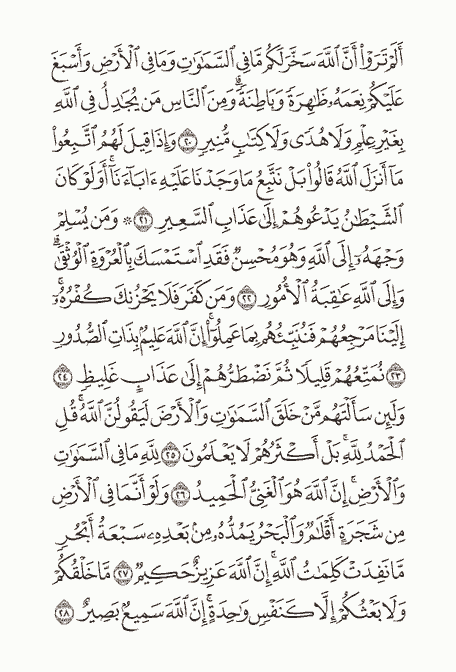 أَلَمْ تَرَوْا۟ أَنَّ ٱللَّهَ سَخَّرَ لَكُم مَّا فِى ٱلسَّمَٰوَٰتِ وَمَا فِى ٱلْأَرْضِ وَأَسْبَغَ
عَلَيْكُمْ نِعَمَهُۥ ظَٰهِرَةً وَبَاطِنَةً ۗ وَمِنَ ٱلنَّاسِ مَن يُجَٰدِلُ فِى ٱللَّهِ
بِغَيْرِ عِلْمٍ وَلَا هُدًى وَلَا كِتَٰبٍ مُّنِيرٍ ٢٠ وَإِذَا قِيلَ لَهُمُ ٱتَّبِعُوا۟
مَآ أَنزَلَ ٱللَّهُ قَالُوا۟ بَلْ نَتَّبِعُ مَا وَجَدْنَا عَلَيْهِ ءَابَآءَنَآ ۚ أَوَلَوْ كَانَ
ٱلشَّيْطَٰنُ يَدْعُوهُمْ إِلَىٰ عَذَابِ ٱلسَّعِيرِ ٢١ ۞ وَمَن يُسْلِمْ
وَجْهَهُۥٓ إِلَى ٱللَّهِ وَهُوَ مُحْسِنٌ فَقَدِ ٱسْتَمْسَكَ بِٱلْعُرْوَةِ ٱلْوُثْقَىٰ ۗ
وَإِلَى ٱللَّهِ عَٰقِبَةُ ٱلْأُمُورِ ٢٢ وَمَن كَفَرَ فَلَا يَحْزُنكَ كُفْرُهُۥٓ ۚ
إِلَيْنَا مَرْجِعُهُمْ فَنُنَبِّئُهُم بِمَا عَمِلُوٓا۟ ۚ إِنَّ ٱللَّهَ عَلِيمٌۢ بِذَاتِ ٱلصُّدُورِ
٢٣ نُمَتِّعُهُمْ قَلِيلًا ثُمَّ نَضْطَرُّهُمْ إِلَىٰ عَذَابٍ غَلِيظٍ ٢٤
وَلَئِن سَأَلْتَهُم مَّنْ خَلَقَ ٱلسَّمَٰوَٰتِ وَٱلْأَرْضَ لَيَقُولُنَّ ٱللَّهُ ۚ قُلِ
ٱلْحَمْدُ لِلَّهِ ۚ بَلْ أَكْثَرُهُمْ لَا يَعْلَمُونَ ٢٥ لِلَّهِ مَا فِى ٱلسَّمَٰوَٰتِ
وَٱلْأَرْضِ ۚ إِنَّ ٱللَّهَ هُوَ ٱلْغَنِىُّ ٱلْحَمِيدُ ٢٦ وَلَوْ أَنَّمَا فِى ٱلْأَرْضِ
مِن شَجَرَةٍ أَقْلَٰمٌ وَٱلْبَحْرُ يَمُدُّهُۥ مِنۢ بَعْدِهِۦ سَبْعَةُ أَبْحُرٍ
مَّا نَفِدَتْ كَلِمَٰتُ ٱللَّهِ ۗ إِنَّ ٱللَّهَ عَزِيزٌ حَكِيمٌ ٢٧ مَّا خَلْقُكُمْ
وَلَا بَعْثُكُمْ إِلَّا كَنَفْسٍ وَٰحِدَةٍ ۗ إِنَّ ٱللَّهَ سَمِيعٌۢ بَصِيرٌ ٢٨